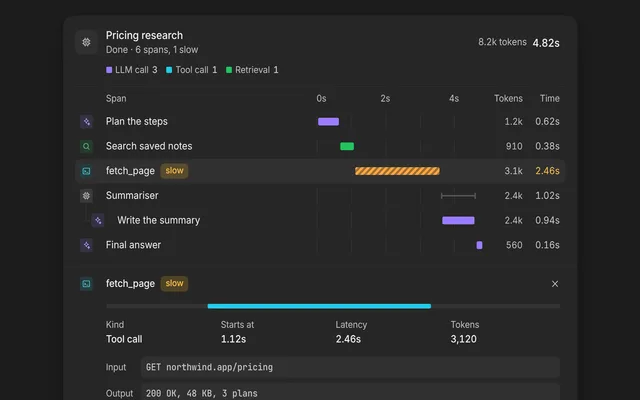 Pricing research
Done · 6 spans, 1 slow
8.2k tokens 4.82s
LLM call 3 Tool call 1 Retrieval 1
Span 0s 2s 4s Tokens Time
Plan the steps 1.2k 0.62s
Search saved notes 910 0.38s
fetch_page slow 3.1k 2.46s
Summariser 2.4k 1.02s
Write the summary 2.4k 0.94s
Final answer 560 0.16s
fetch_page slow
Kind Starts at Latency Tokens
Tool call 1.12s 2.46s 3,120
Input GET northwind.app/pricing
Output 200 OK, 48 KB, 3 plans